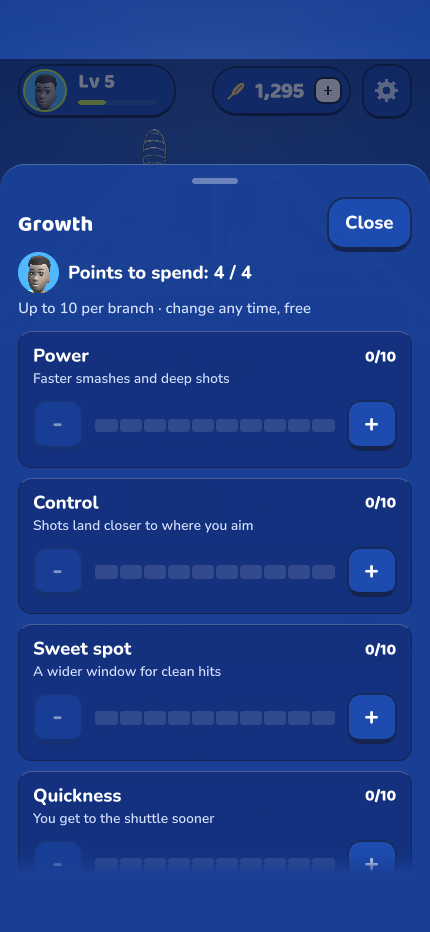 Lv 5
1,295
+
Growth
Close
Points to spend: 4 / 4
Up to 10 per branch · change any time, free
Power
0/10
Faster smashes and deep shots
-
+
Control
0/10
Shots land closer to where you aim
-
+
Sweet spot
0/10
A wider window for clean hits
-
+
Quickness
0/10
You get to the shuttle sooner
-
+